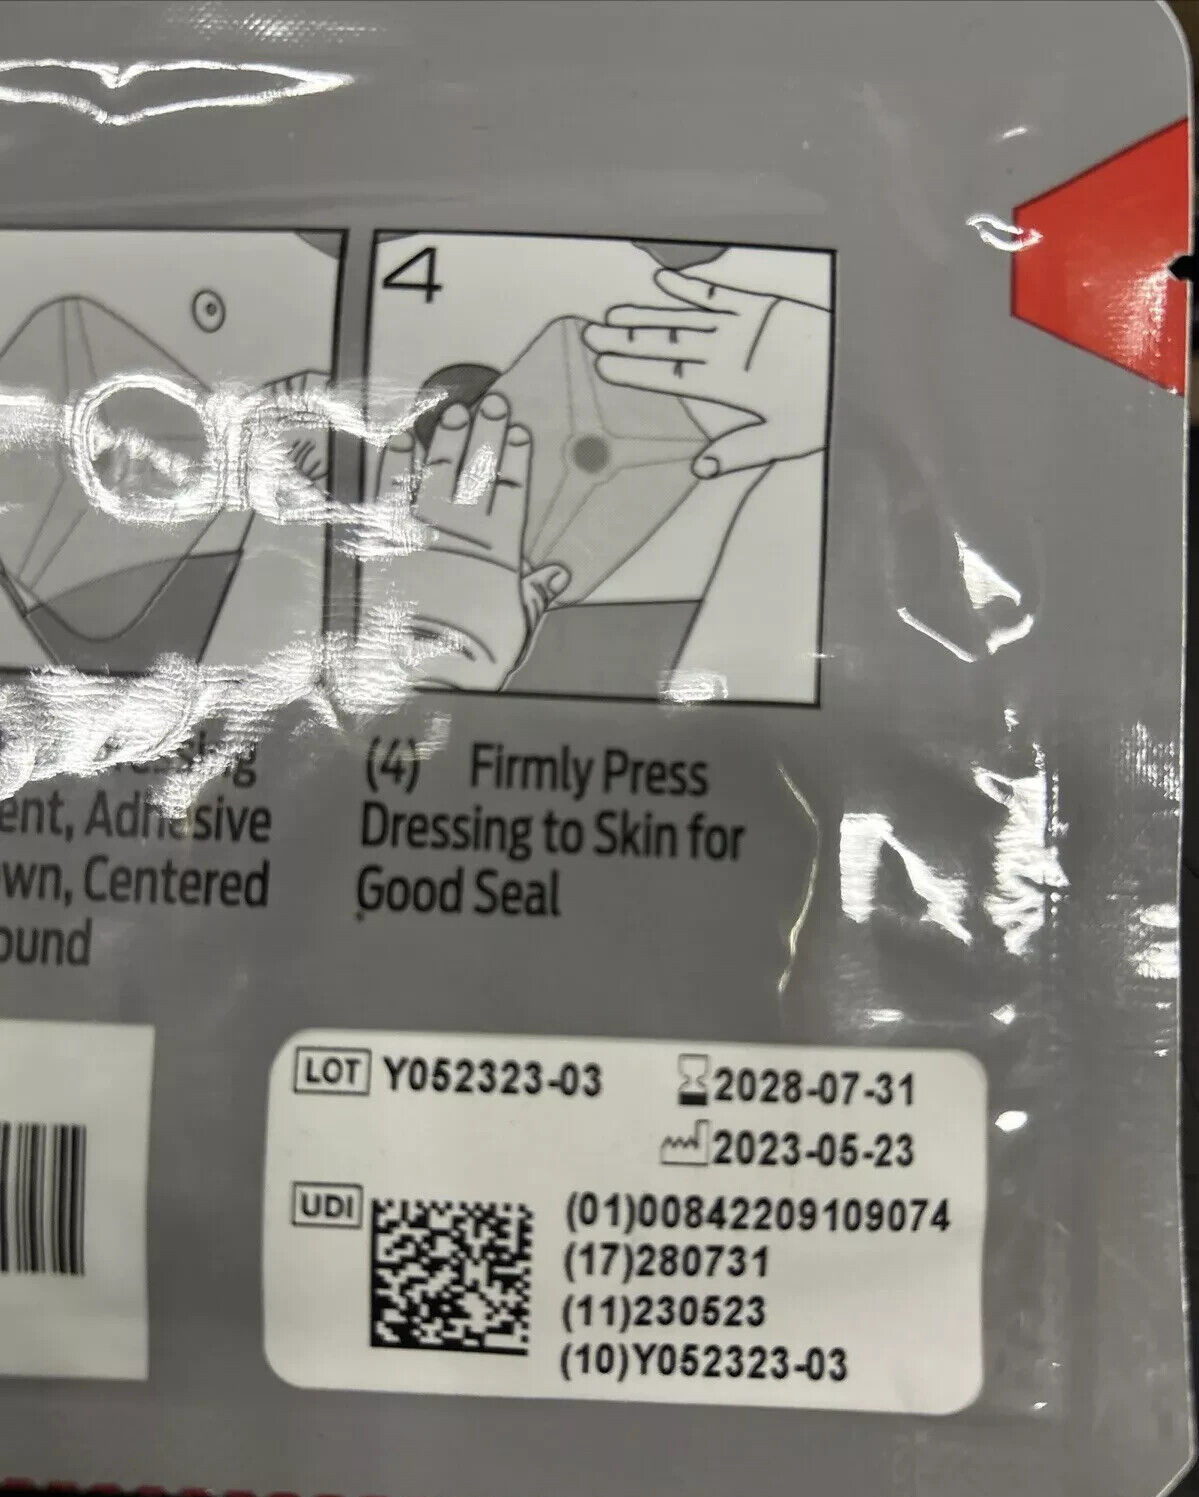 4
ent, Adhesive
wn, Centered
ound
(4) Firmly Press
Dressing to Skin for
Good Seal
LOT Y052323-03
2028-07-31
2023-05-23
UDI
(01)00842209109074
(17)280731
(11)230523
(10)Y052323-03